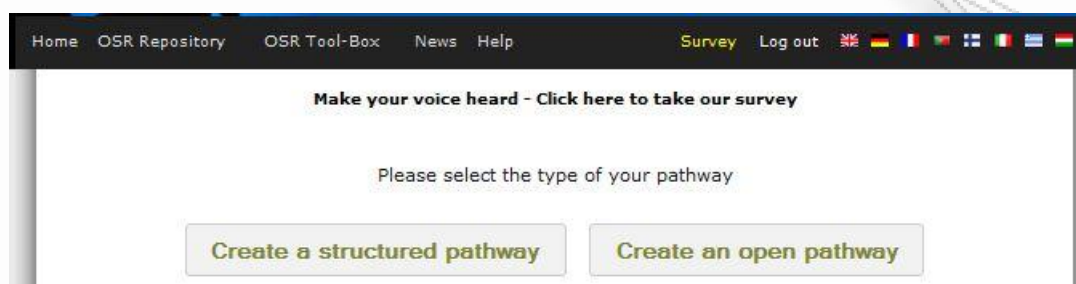 Home OSR Repository OSR Tool-Box News Help Survey Log out
Make your voice heard - Click here to take our survey
Please select the type of your pathway
Create a structured pathway Create an open pathway